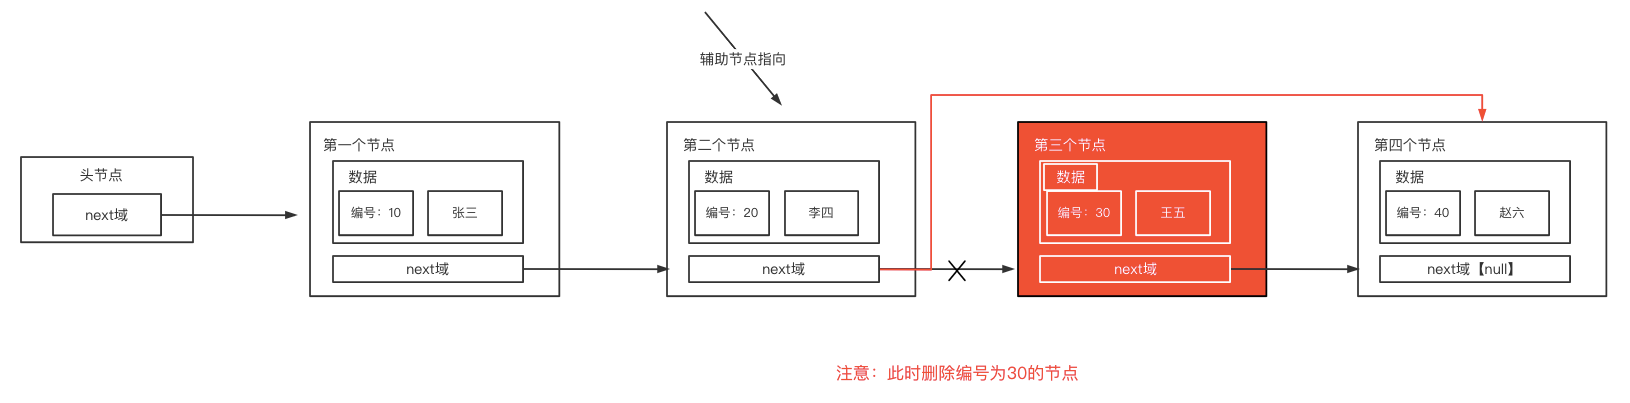 辅助节点指向
头节点
next域
第一个节点
数据
编号：10
张三
next域
第二个节点
数据
编号：20
李四
next域
第三个节点
数据
编号：30
王五
next域
第四个节点
数据
编号：40
赵六
next域【null】
注意：此时删除编号为30的节点